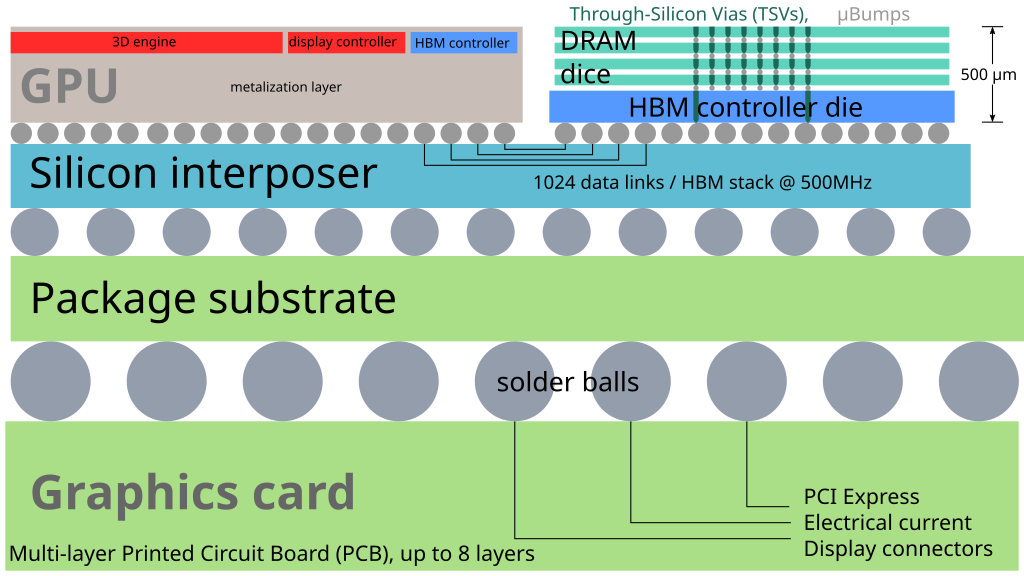 Through-Silicon Vias (TSVs), µBumps
3D engine
display controller
HBM controller
GPU
metalization layer
DRAM
dice
500 µm
HBM controller die
Silicon interposer
1024 data links / HBM stack @ 500MHz
Package substrate
solder balls
Graphics card
PCI Express
Electrical current
Display connectors
Multi-layer Printed Circuit Board (PCB), up to 8 layers